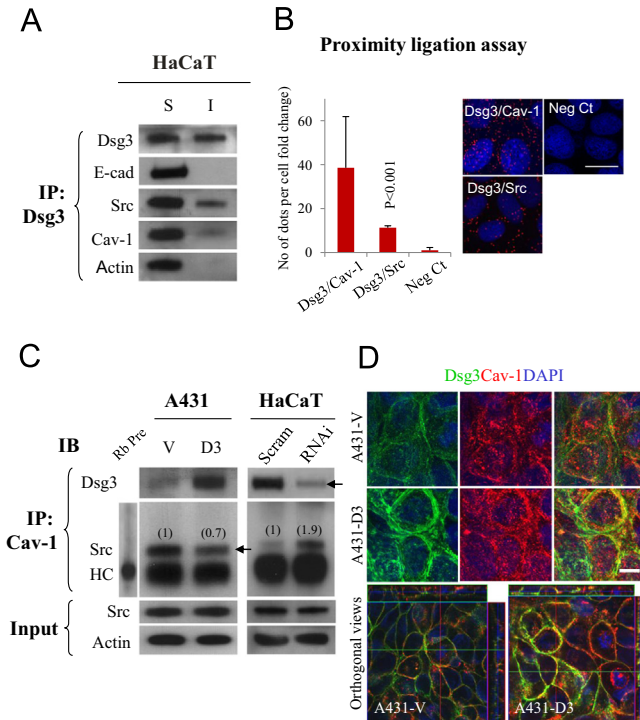 A
HaCaT
S I
Dsg3
E-cad
Src
Cav-1
Actin
IP:
Dsg3
B
Proximity ligation assay
No of dots per cell fold change)
60
40
20
0
P<0.001
Dsg3/Cav-1
Dsg3/Src
Neg Ct
Dsg3/Cav-1
Neg Ct
Dsg3/Src
C
A431 HaCaT
IB
Rb Pre
V D3
Scram
RNAi
Dsg3
IP:
Cav-1
(1) (0.7) (1) (1.9)
Src
HC
Input
Src
Actin
D
Dsg3Cav-1DAPI
A431-V
A431-D3
Orthogonal views
A431-V
A431-D3